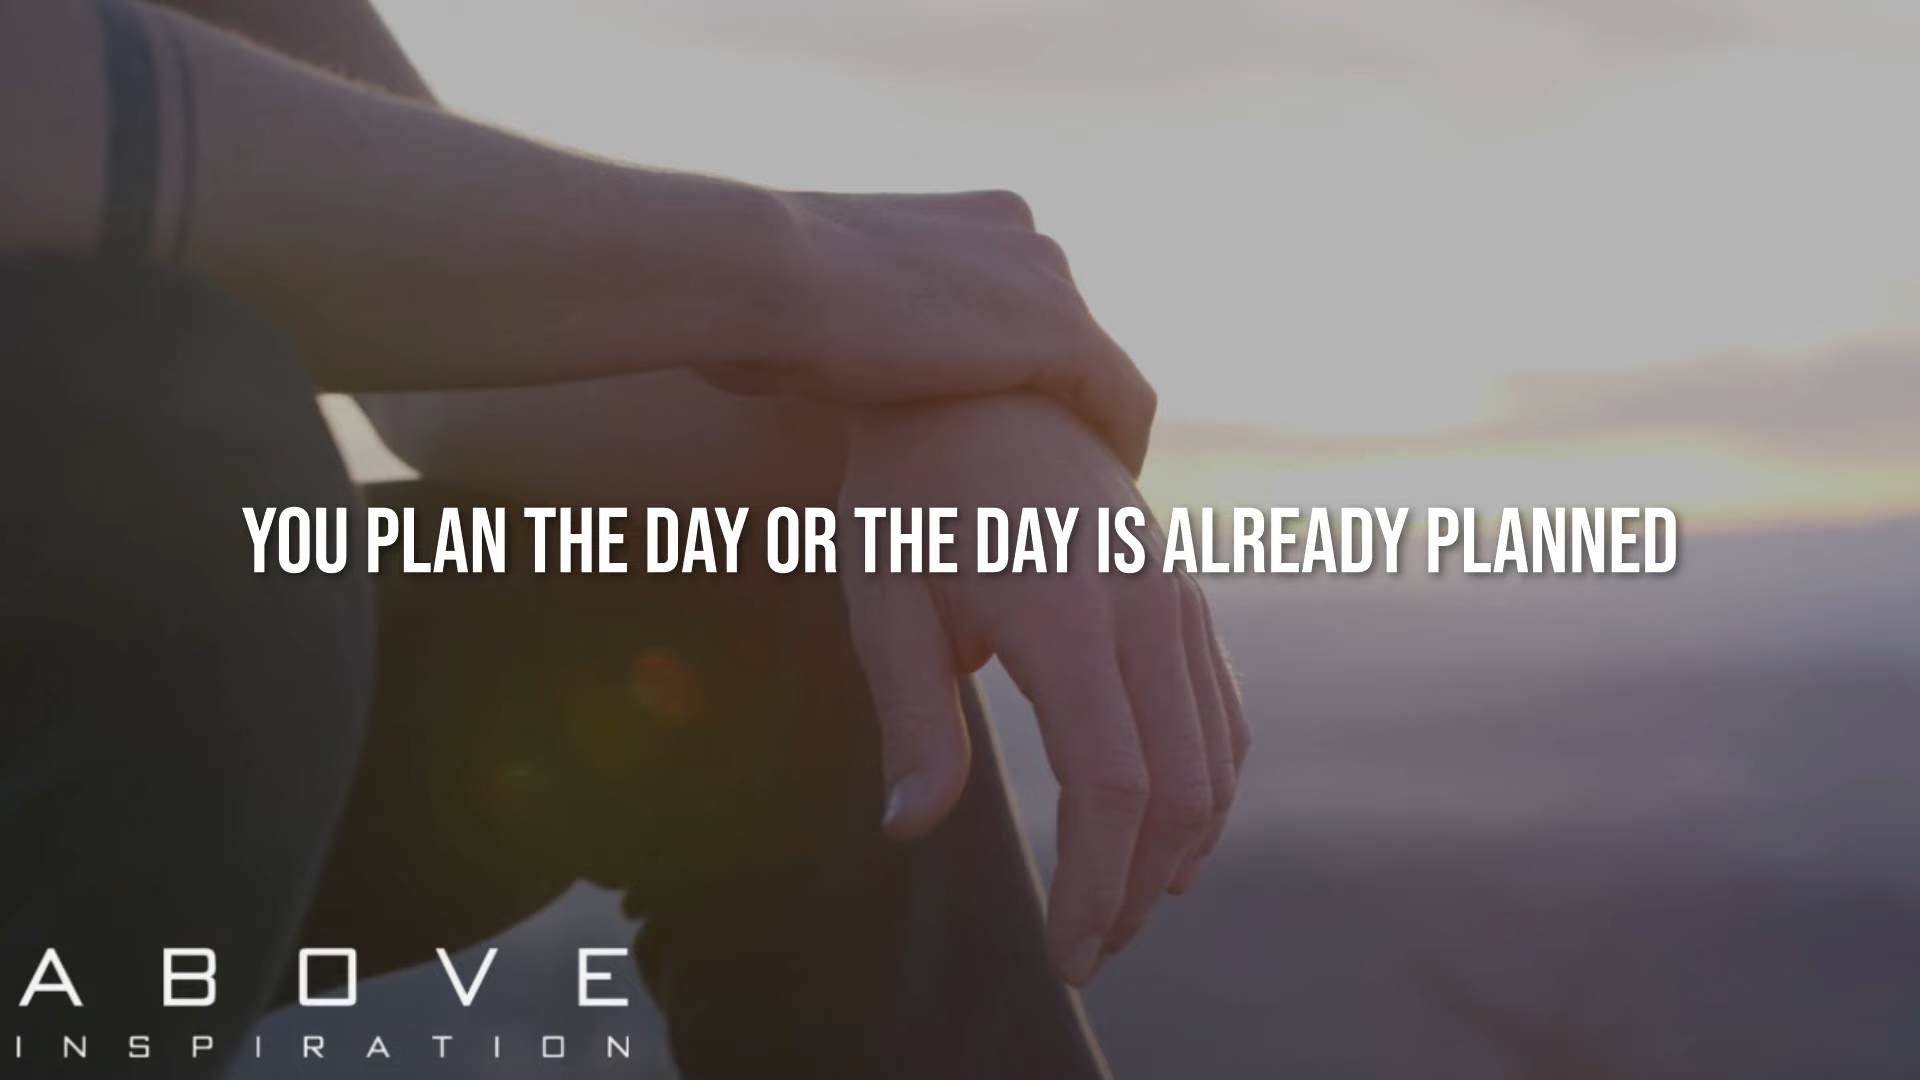 YOU PLAN THE DAY OR THE DAY IS ALREADY PLANNED
ABOVE
INSPIRATION